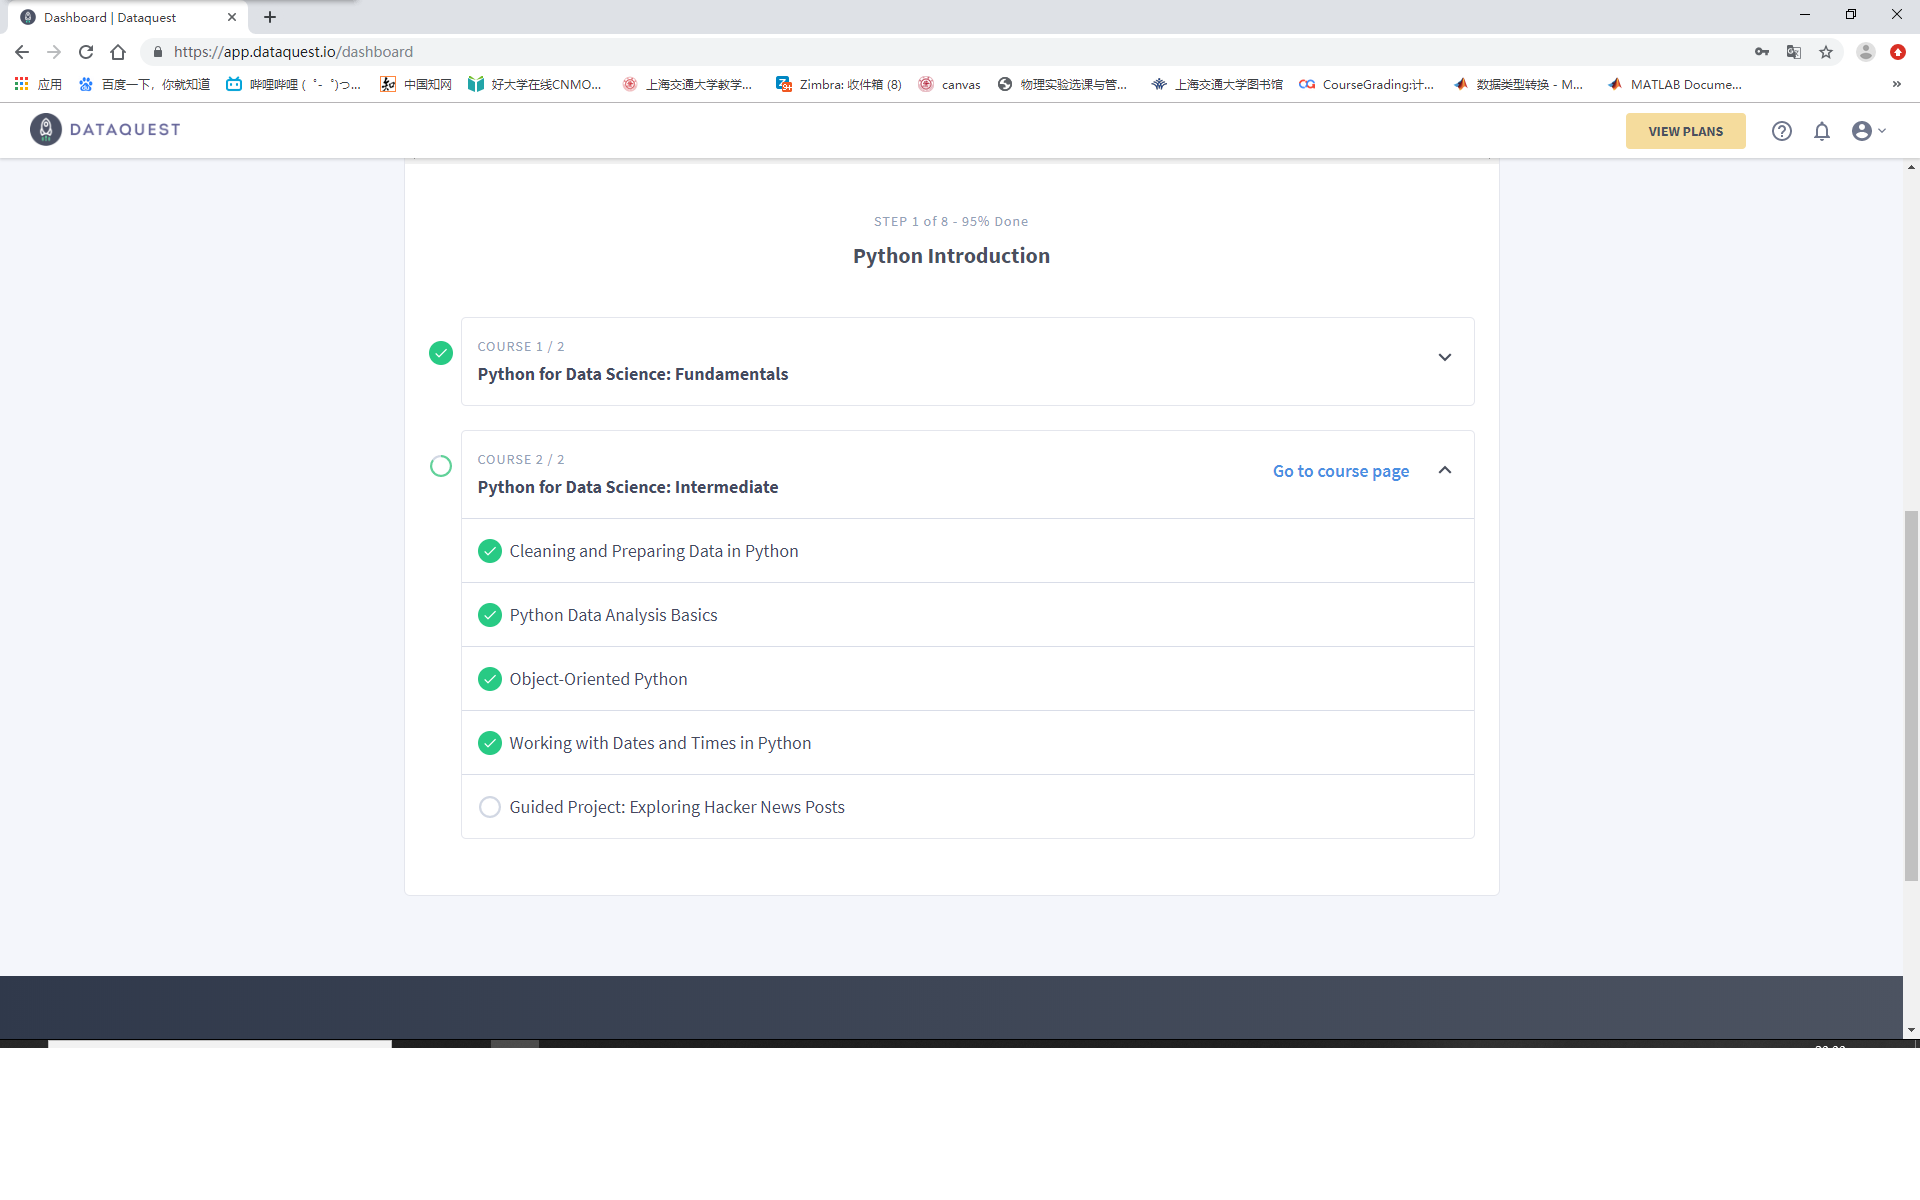 Dashboard | Dataquest
https://app.dataquest.io/dashboard
应用 百度一下，你就知道 哔哩哔哩 ( ゜- ゜)つ... 中国知网 好大学在线CNMO... 上海交通大学教学... Zimbra: 收件箱 (8) canvas 物理实验选课与管... 上海交通大学图书馆 CourseGrading:计... 数据类型转换 - M... MATLAB Docume... »
DATAQUEST
VIEW PLANS
STEP 1 of 8 - 95% Done
Python Introduction
COURSE 1 / 2
Python for Data Science: Fundamentals
COURSE 2 / 2
Python for Data Science: Intermediate
Go to course page
Cleaning and Preparing Data in Python
Python Data Analysis Basics
Object-Oriented Python
Working with Dates and Times in Python
Guided Project: Exploring Hacker News Posts